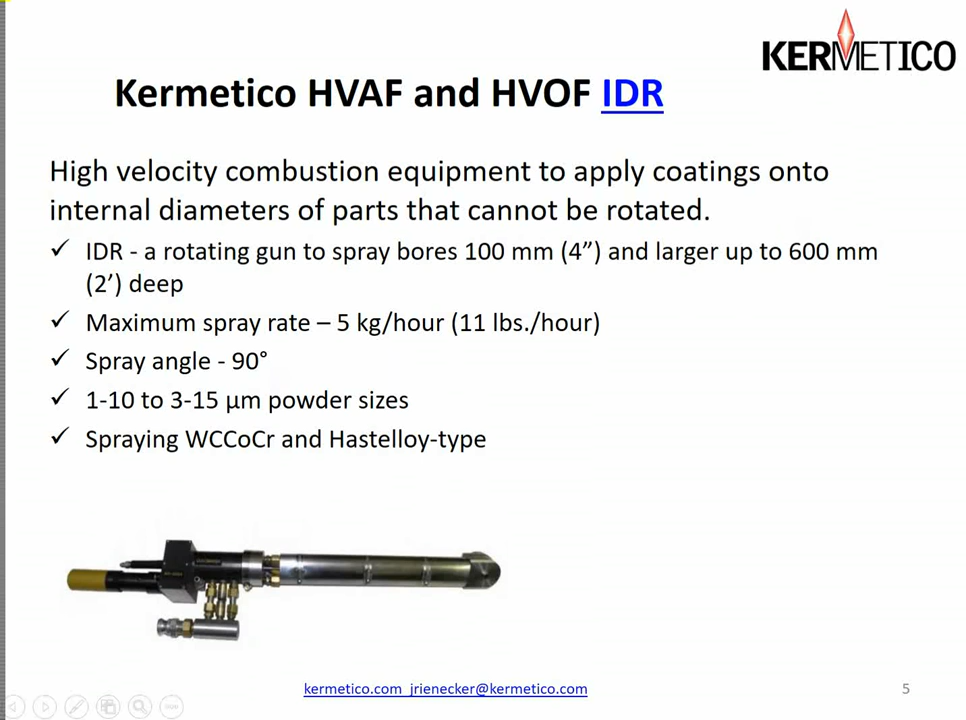 KERMETICO
Kermetico HVAF and HVOF IDR
High velocity combustion equipment to apply coatings onto
internal diameters of parts that cannot be rotated.
✓ IDR - a rotating gun to spray bores 100 mm (4”) and larger up to 600 mm
(2’) deep
✓ Maximum spray rate – 5 kg/hour (11 lbs./hour)
✓ Spray angle - 90°
✓ 1-10 to 3-15 µm powder sizes
✓ Spraying WCCoCr and Hastelloy-type
kermetico.com jrienecker@kermetico.com
5